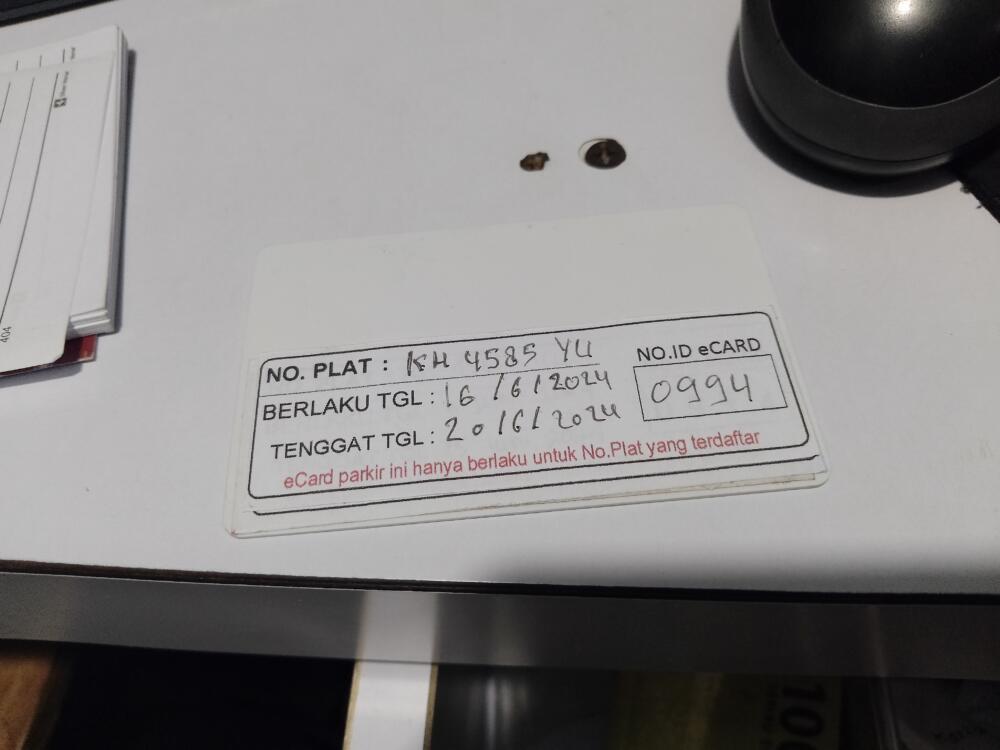 404
NO. PLAT : KH 4585 YU
NO.ID eCARD
BERLAKU TGL : 16 / 6 / 2024
0994
TENGGAT TGL : 20 / 6 / 2024
eCard parkir ini hanya berlaku untuk No.Plat yang terdaftar